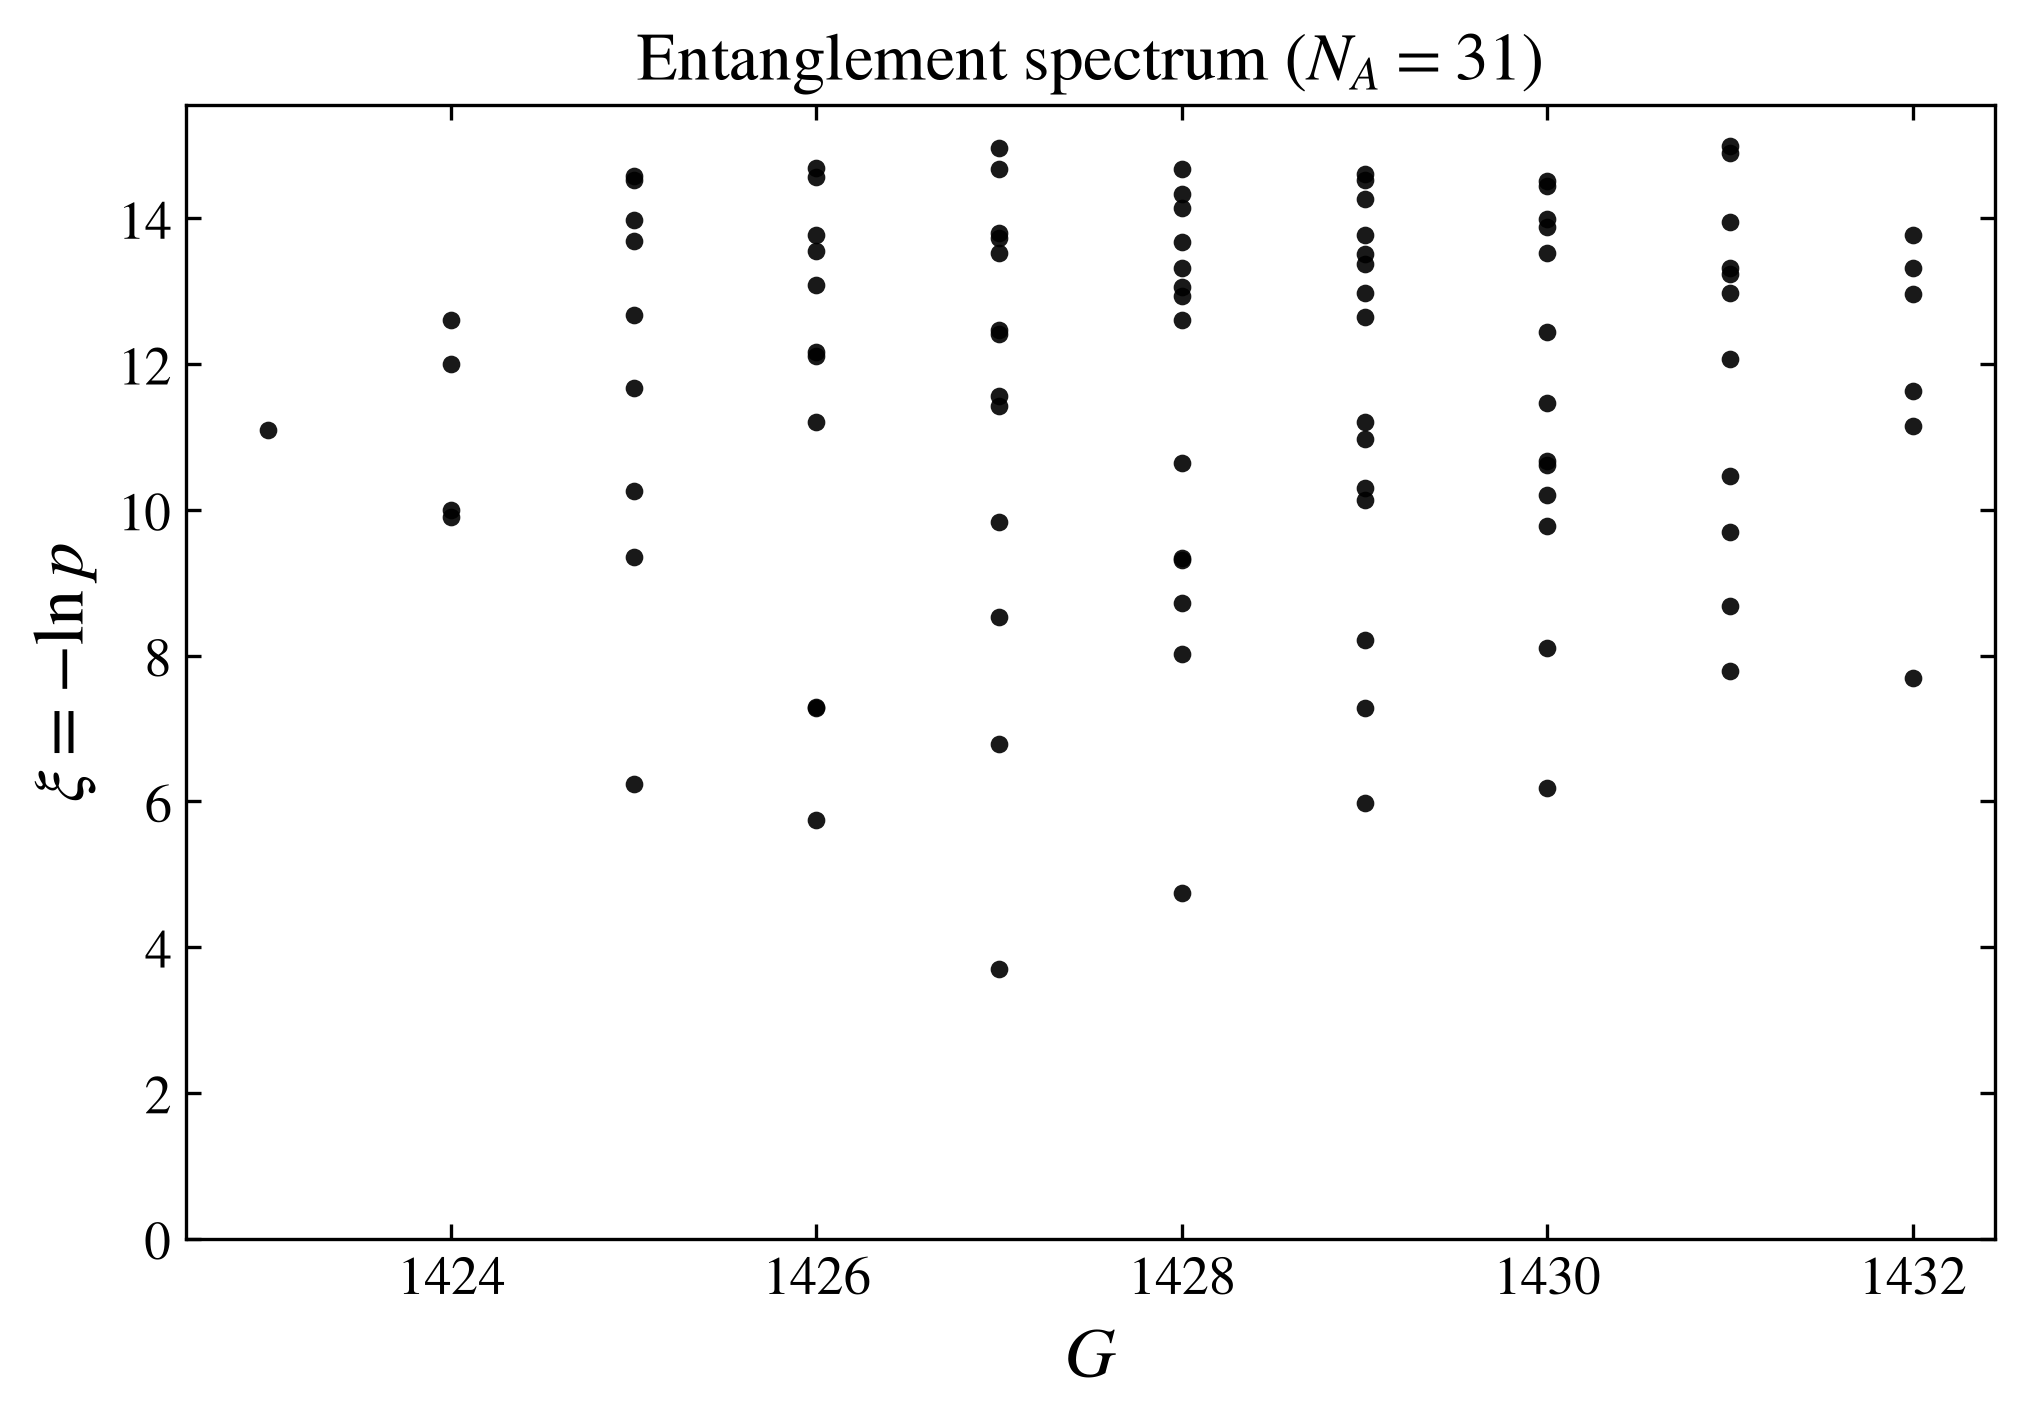 Entanglement spectrum (N_A = 31)
ξ = −ln p
14
12
10
8
6
4
2
0
1424 1426 1428 1430 1432
G